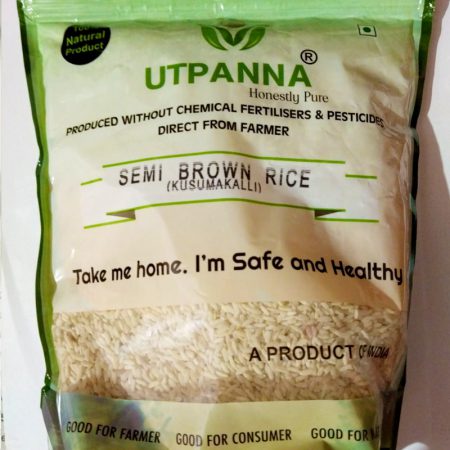 100%
Natural
Product
UTPANNA®
Honestly Pure
PRODUCED WITHOUT CHEMICAL FERTILISERS & PESTICIDES
DIRECT FROM FARMER
SEMI BROWN RICE
(KUSUMAKALLI)
Take me home. I'm Safe and Healthy
A PRODUCT OF INDIA
GOOD FOR FARMER GOOD FOR CONSUMER GOOD FOR